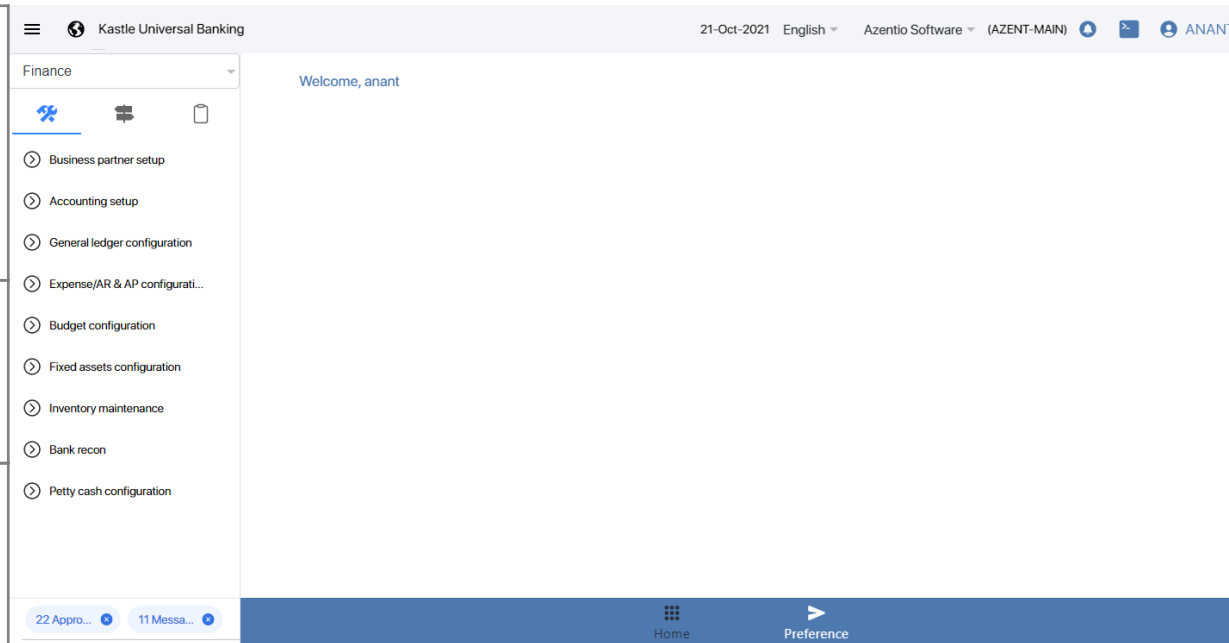 Kastle Universal Banking
21-Oct-2021 English Azentio Software (AZENT-MAIN) ANANT
Finance
Welcome, anant
Business partner setup
Accounting setup
General ledger configuration
Expense/AR & AP configurati...
Budget configuration
Fixed assets configuration
Inventory maintenance
Bank recon
Petty cash configuration
22 Appro... 11 Messa...
Home Preference